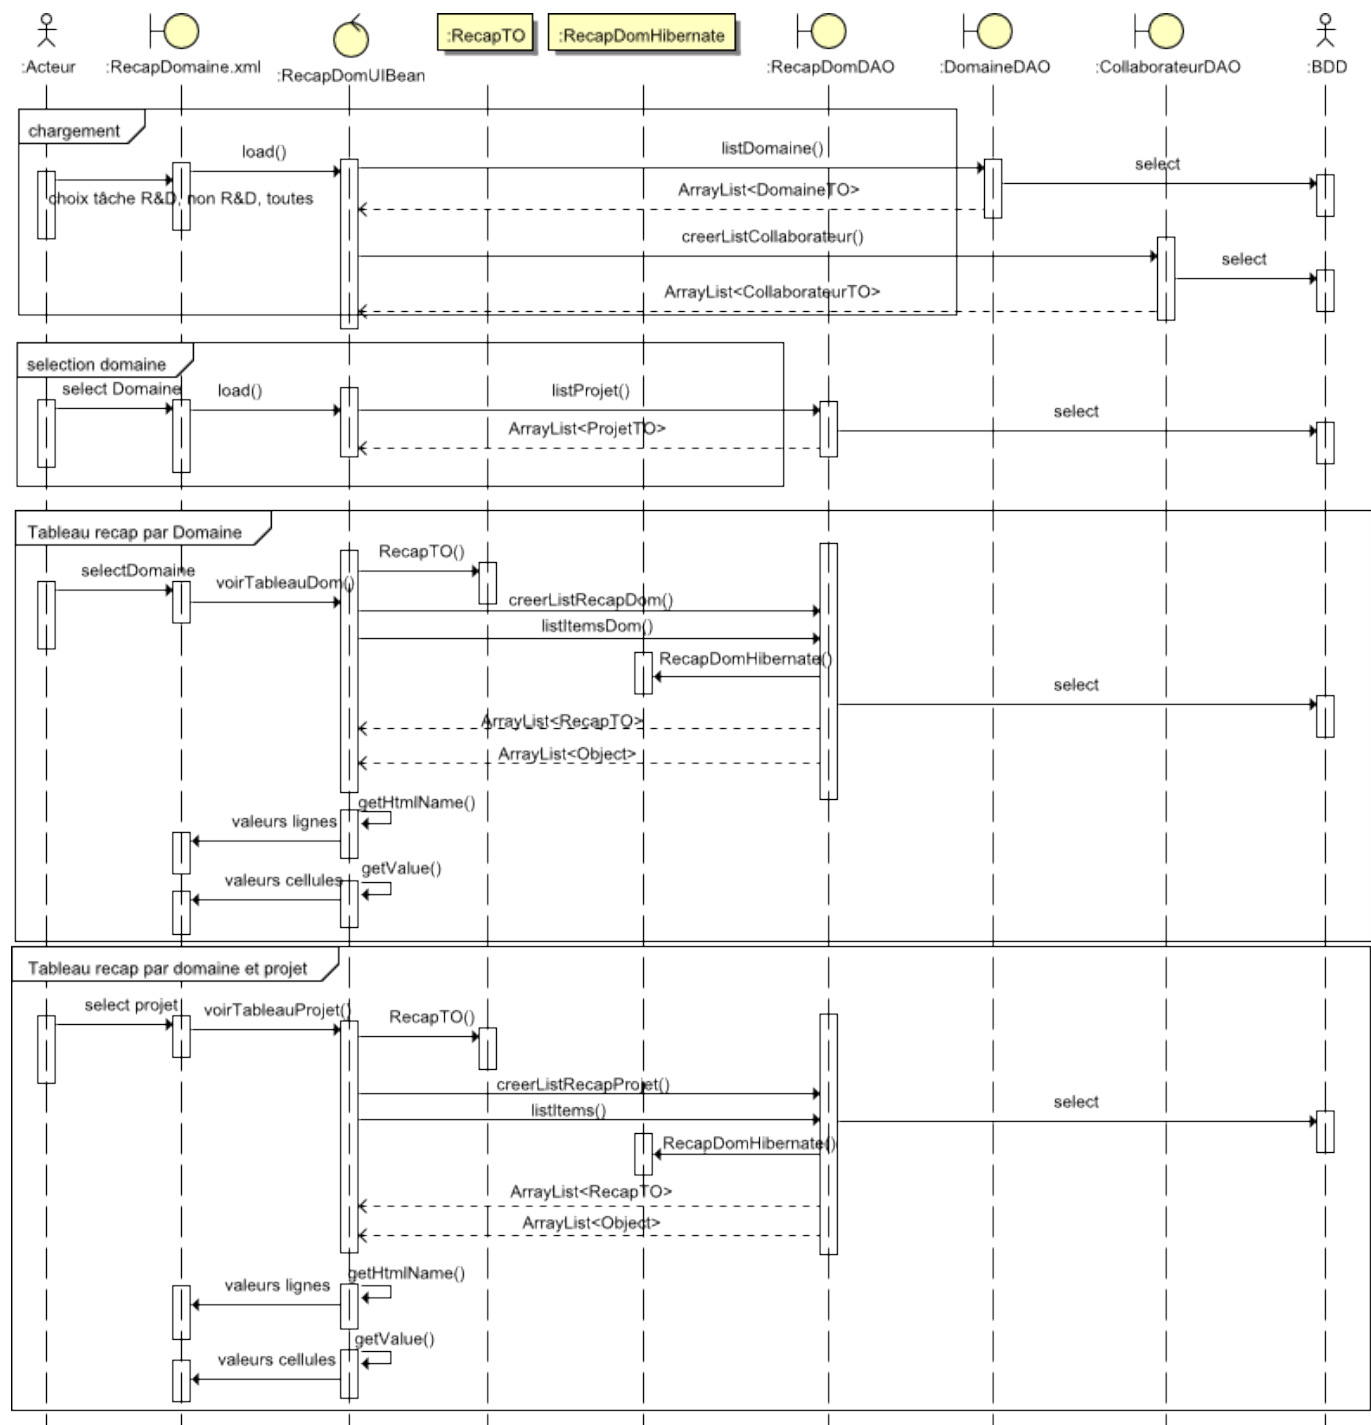 :Acteur
:RecapDomaine.xml
:RecapDomUIBean
:RecapTO
:RecapDomHibernate
:RecapDomDAO
:DomaineDAO
:CollaborateurDAO
:BDD
chargement
load()
listDomaine()
select
choix tâche R&D, non R&D, toutes
ArrayList<DomaineTO>
creerListCollaborateur()
select
ArrayList<CollaborateurTO>
selection domaine
select Domaine
load()
listProjet()
select
ArrayList<ProjetTO>
Tableau recap par Domaine
RecapTO()
selectDomaine
voirTableauDom()
creerListRecapDom()
listItemsDom()
RecapDomHibernate()
select
ArrayList<RecapTO>
ArrayList<Object>
getHtmlName()
valeurs lignes
getValue()
valeurs cellules
Tableau recap par domaine et projet
select projet
voirTableauProjet()
RecapTO()
creerListRecapProjet()
select
listItems()
RecapDomHibernate()
ArrayList<RecapTO>
ArrayList<Object>
getHtmlName()
valeurs lignes
getValue()
valeurs cellules